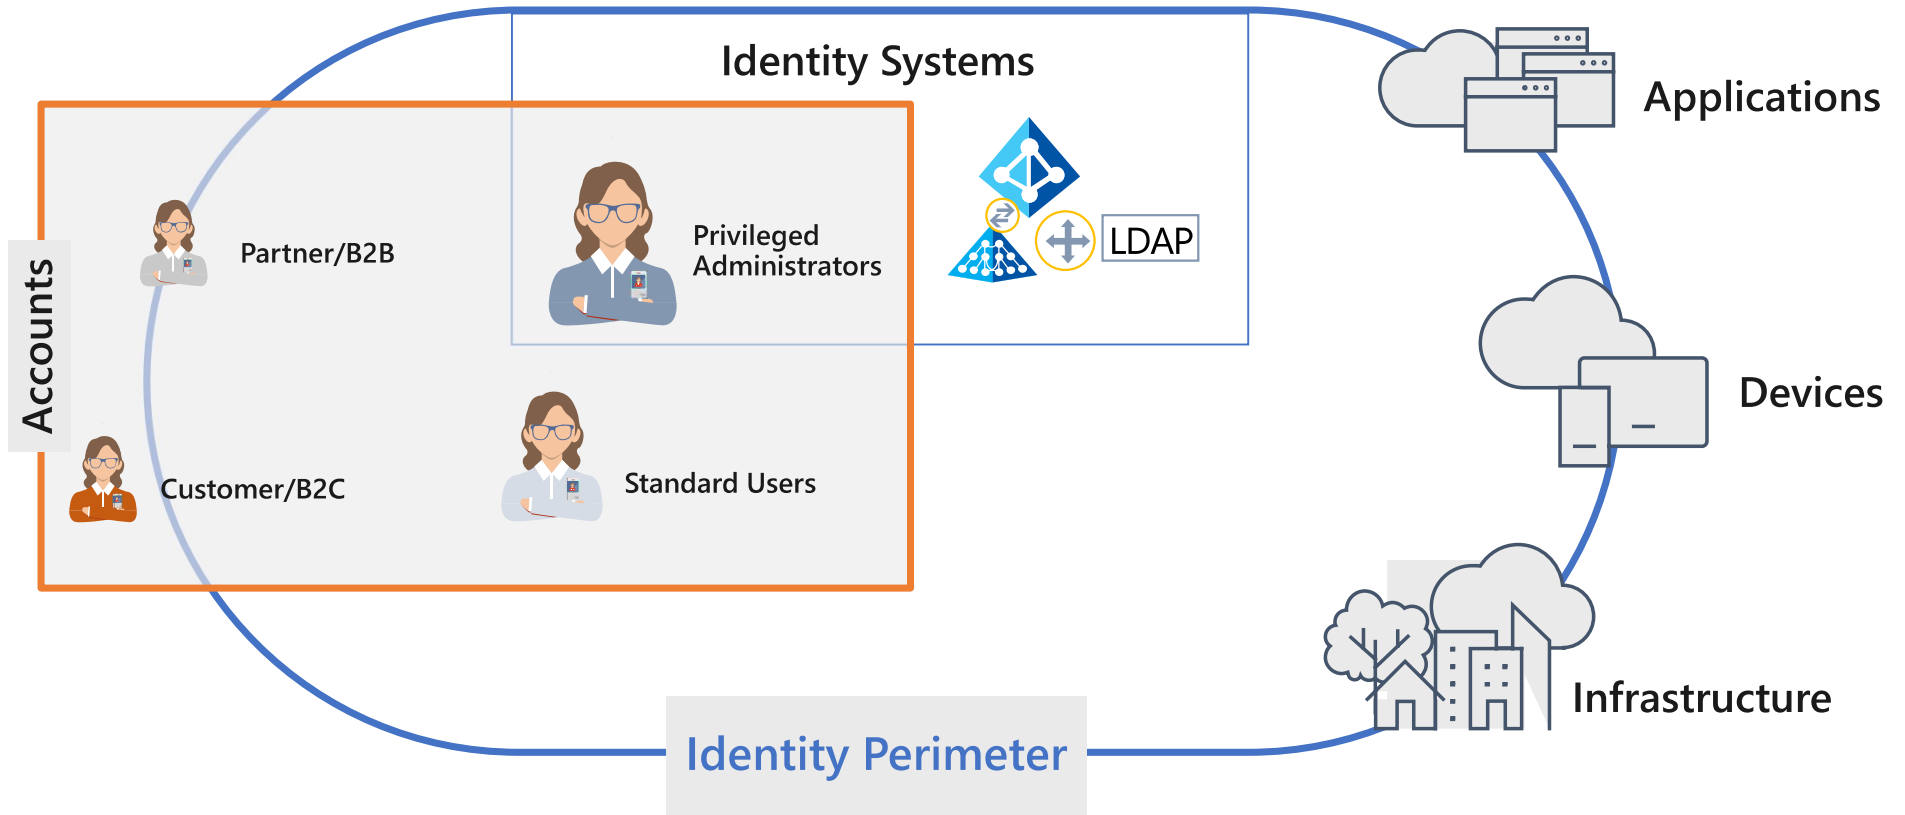 Identity Systems
Applications
Accounts
Partner/B2B
Privileged
Administrators
LDAP
Devices
Customer/B2C
Standard Users
Infrastructure
Identity Perimeter